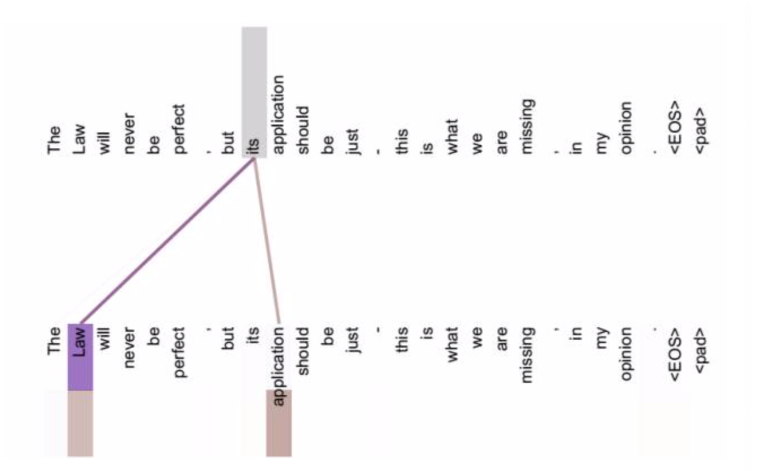 The Law will never be perfect , but its application should be just - this is what we are missing , in my opinion . <EOS> <pad>
The Law will never be perfect , but its application should be just - this is what we are missing , in my opinion . <EOS> <pad>